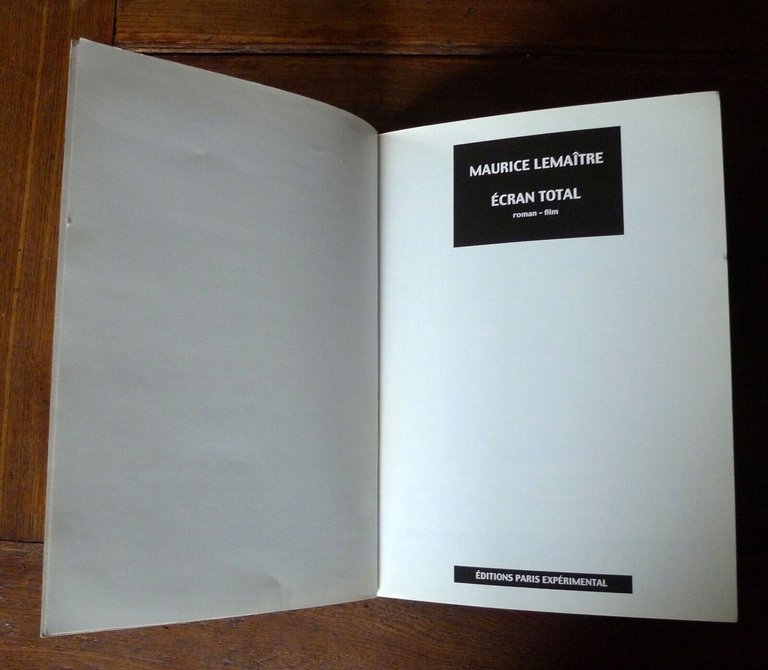 MAURICE LEMAÎTRE
ÉCRAN TOTAL
roman – film
ÉDITIONS PARIS EXPÉRIMENTAL